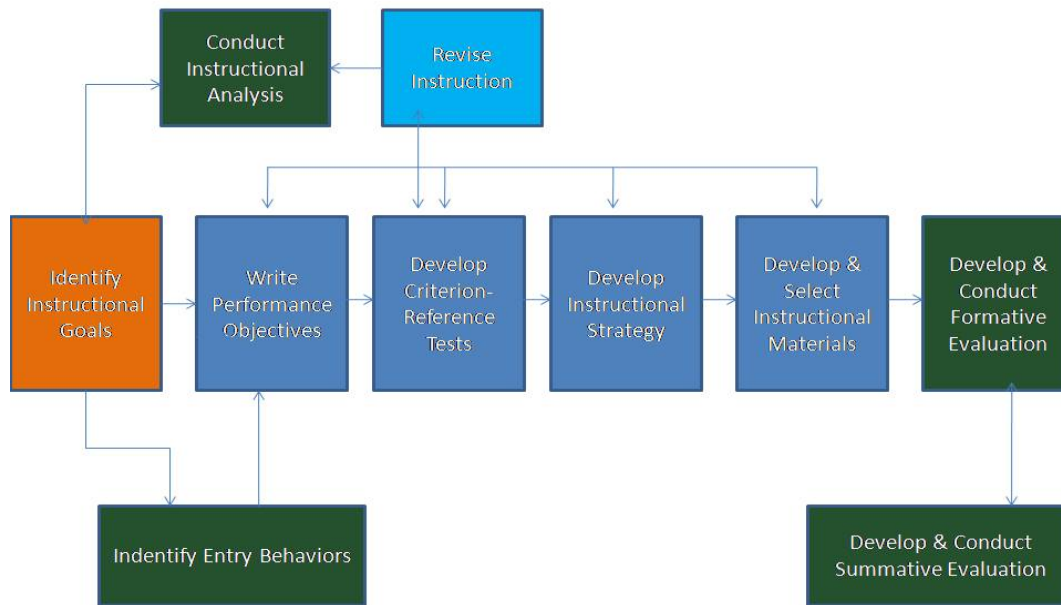 Conduct
Instructional
Analysis
Revise
Instruction
Identify
Instructional
Goals
Write
Performance
Objectives
Develop
Criterion-
Reference
Tests
Develop
Instructional
Strategy
Develop &
Select
Instructional
Materials
Develop &
Conduct
Formative
Evaluation
Indentify Entry Behaviors
Develop & Conduct
Summative Evaluation